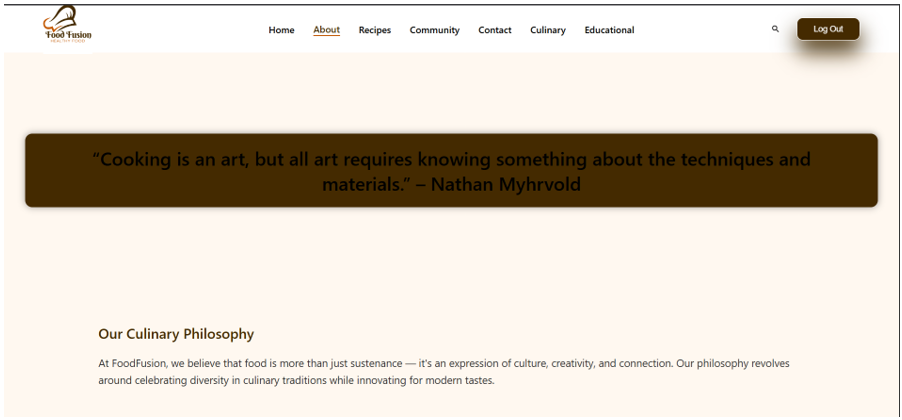 Food Fusion
HEALTHY FOOD
Home About Recipes Community Contact Culinary Educational
Log Out
“Cooking is an art, but all art requires knowing something about the techniques and
materials.” – Nathan Myhrvold
Our Culinary Philosophy
At FoodFusion, we believe that food is more than just sustenance — it's an expression of culture, creativity, and connection. Our philosophy revolves
around celebrating diversity in culinary traditions while innovating for modern tastes.